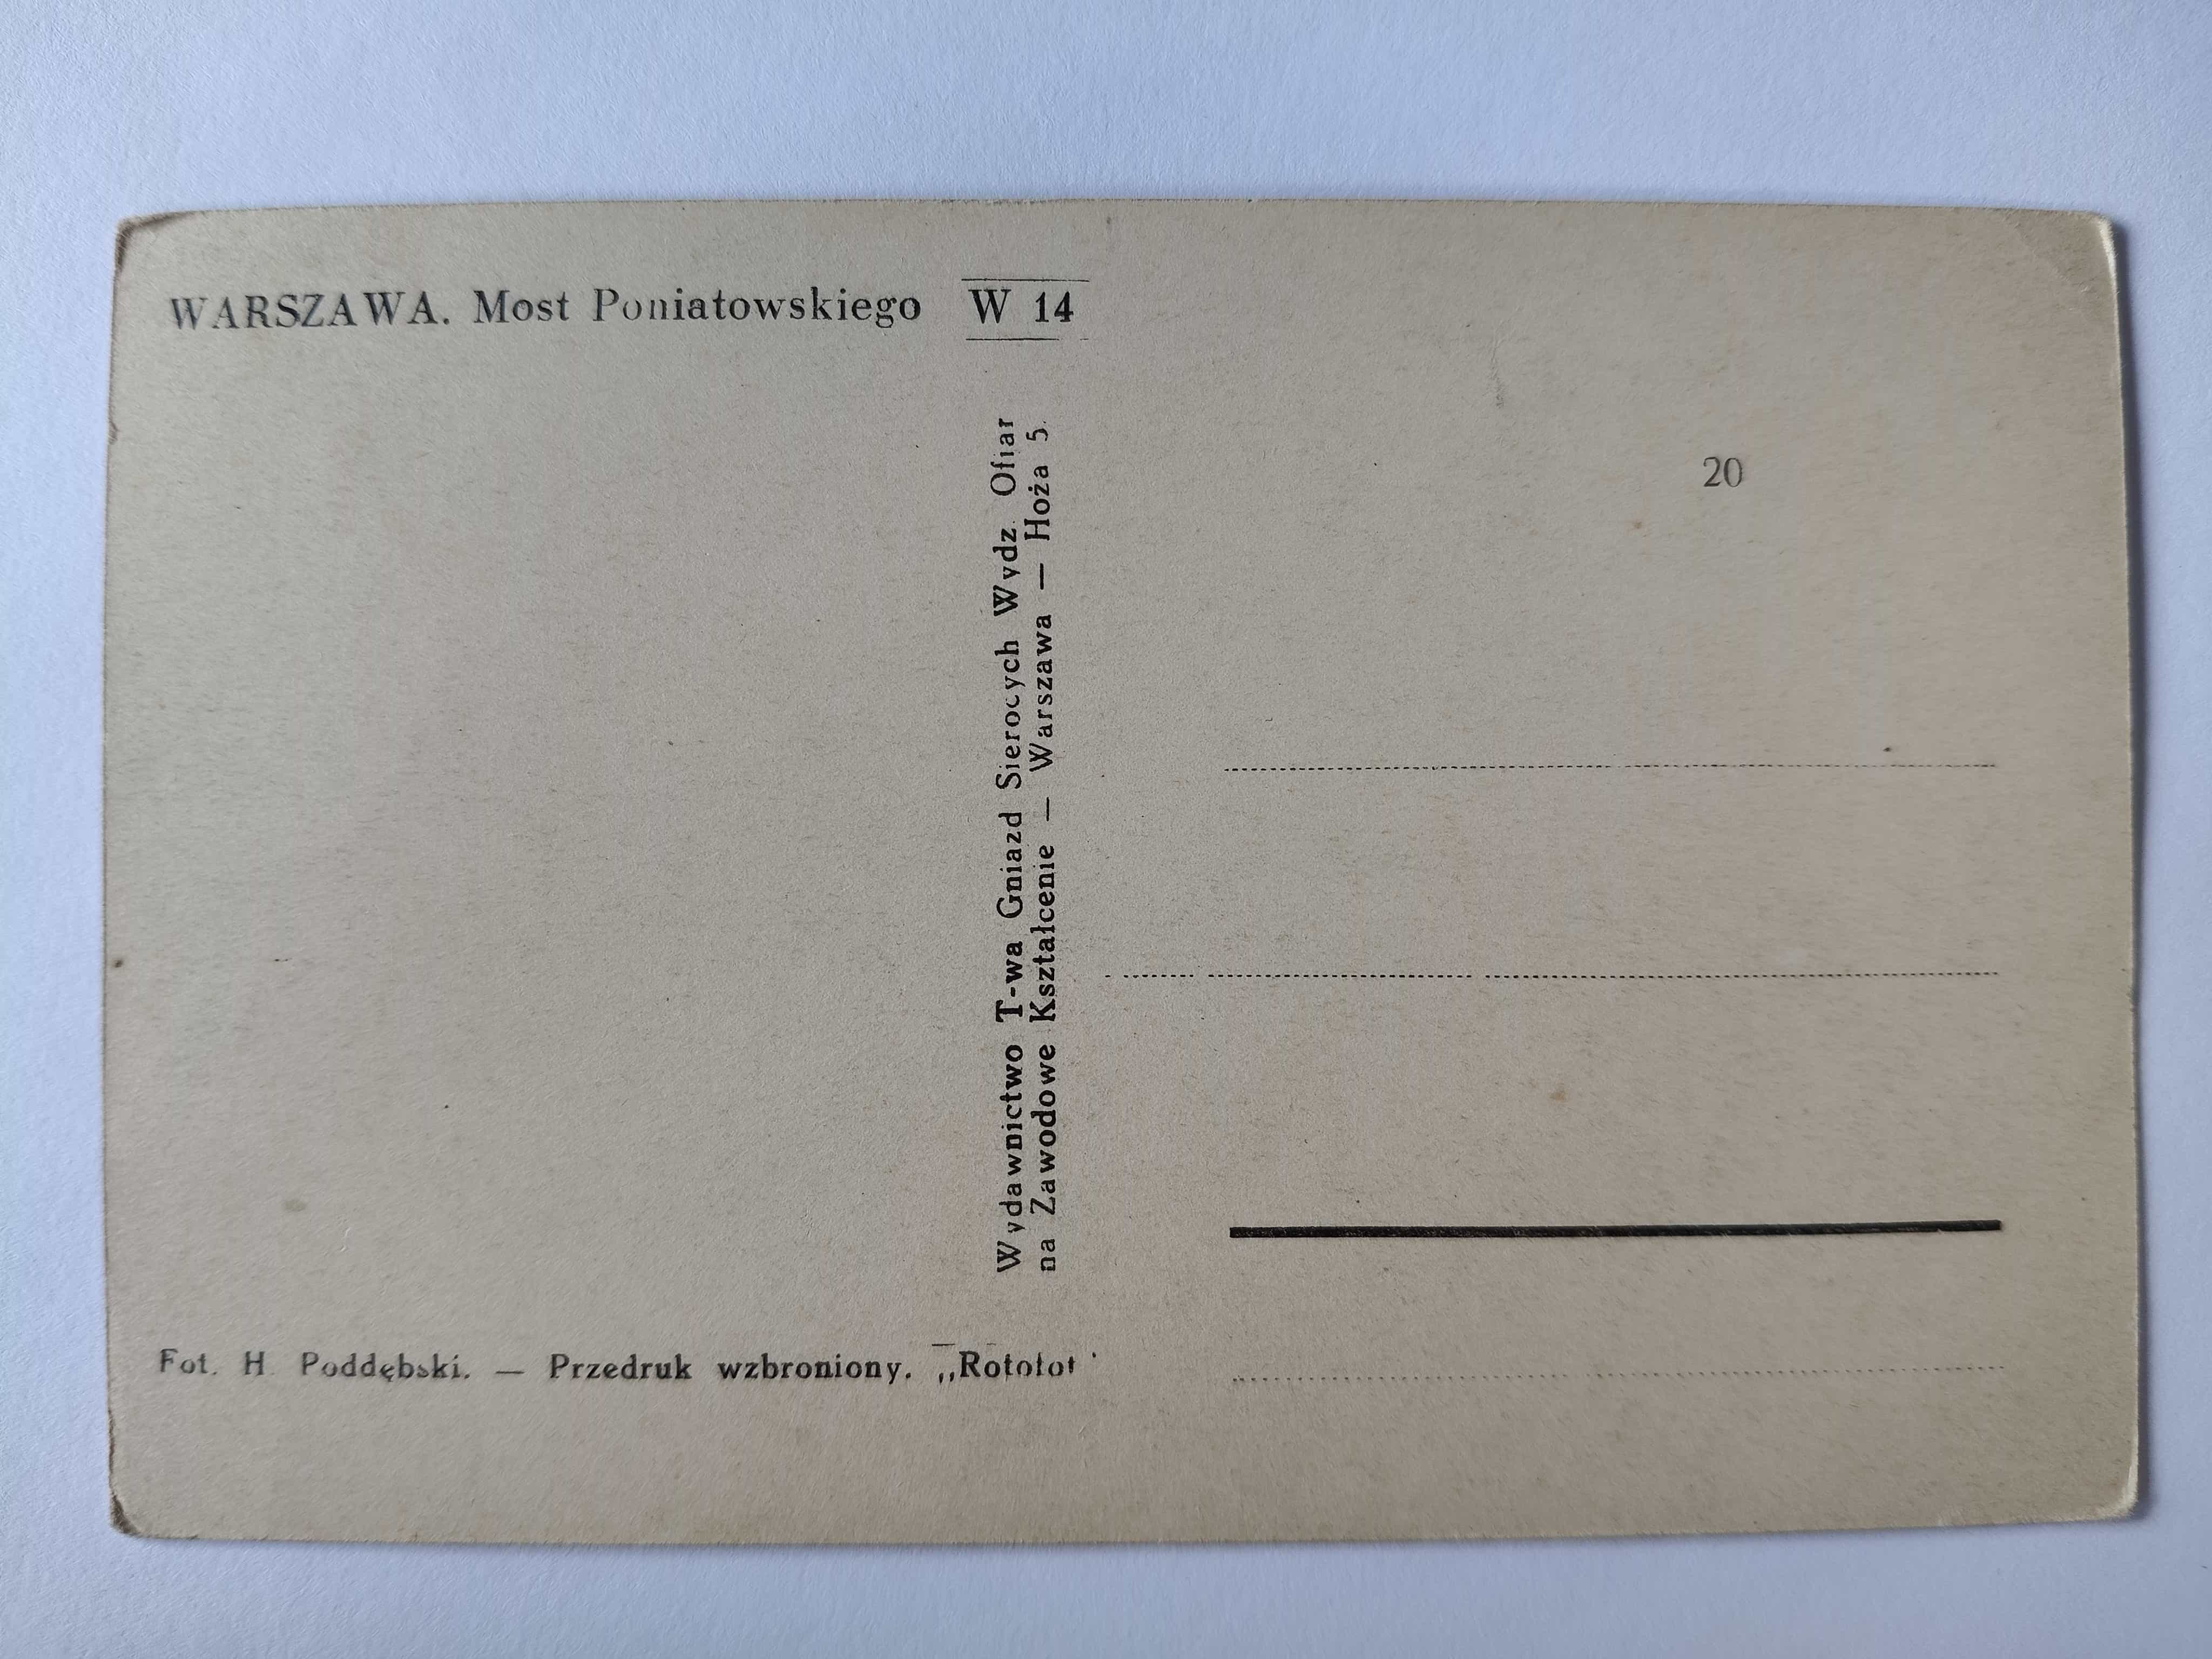 WARSZAWA. Most Poniatowskiego W 14
20
Wydawnictwo T-wa Gniazd Sierocych Wydz. Ofiar
na Zawodowe Kształcenie — Warszawa — Hoża 5.
Fot. H. Poddębski. — Przedruk wzbroniony. „Rotofot"